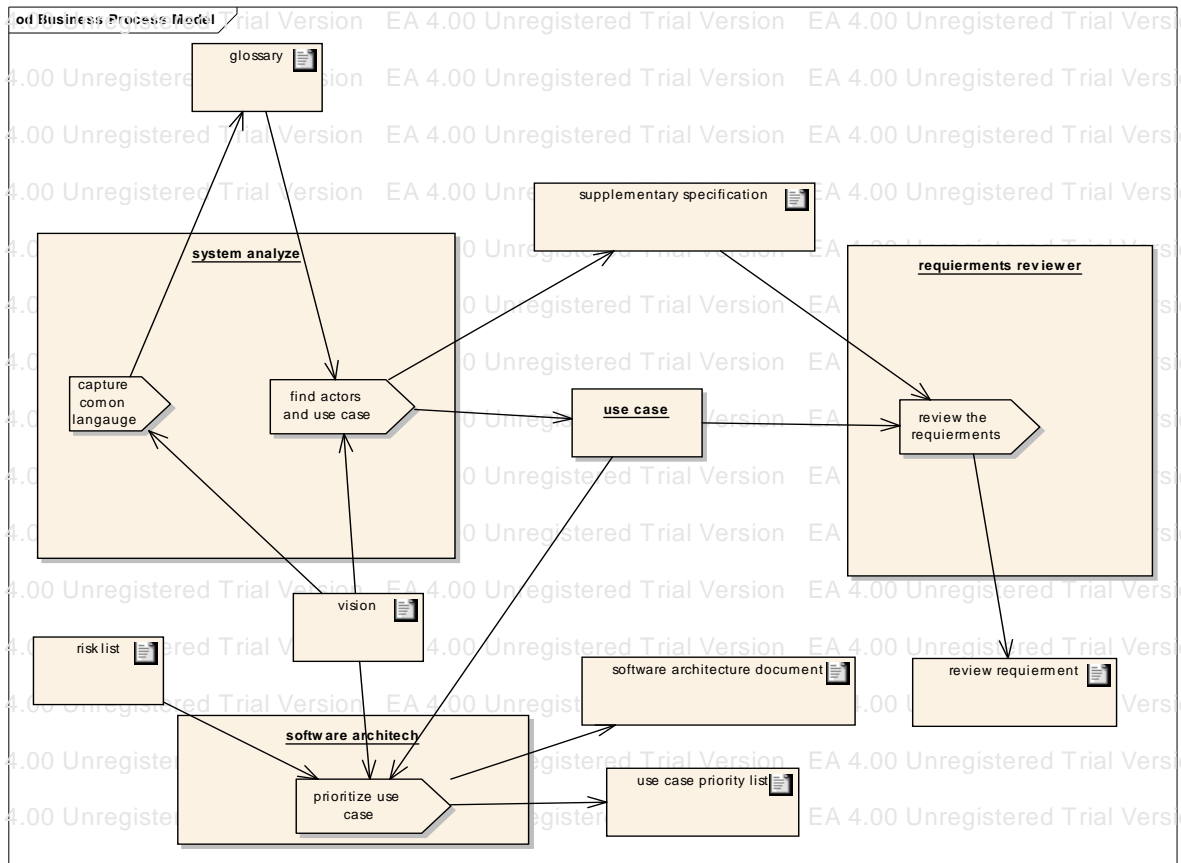 od Business Process Model
EA 4.00 Unregistered Trial Version
glossary
supplementary specification
system analyze
requierments reviewer
capture
comon
langauge
find actors
and use case
use case
review the
requierments
vision
risk list
software architecture document
review requierment
software architech
prioritize use
case
use case priority list